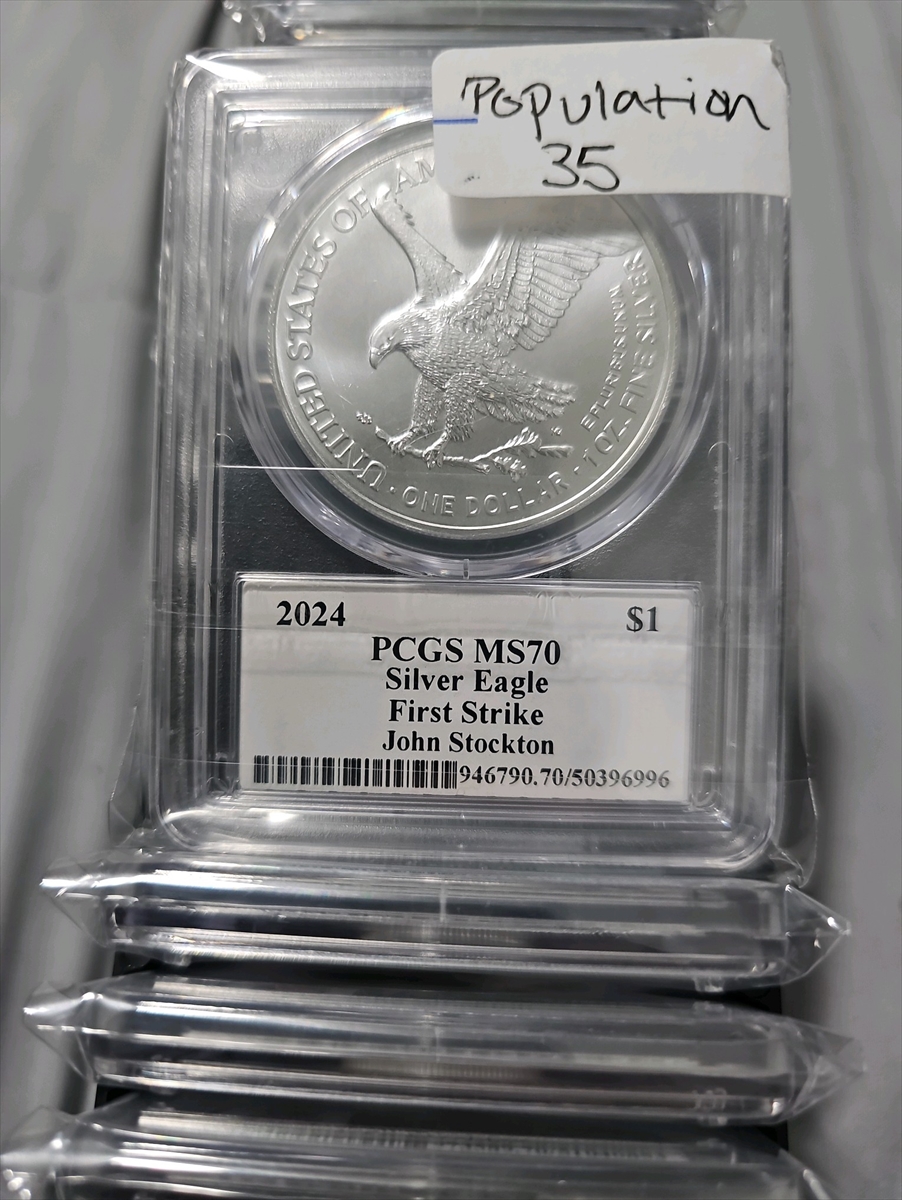 Population
35
UNITED STATES OF AM
E PLURIBUS UNUM
1 OZ. FINE SILVER
ONE DOLLAR
2024 $1
PCGS MS70
Silver Eagle
First Strike
John Stockton
946790.70/50396996